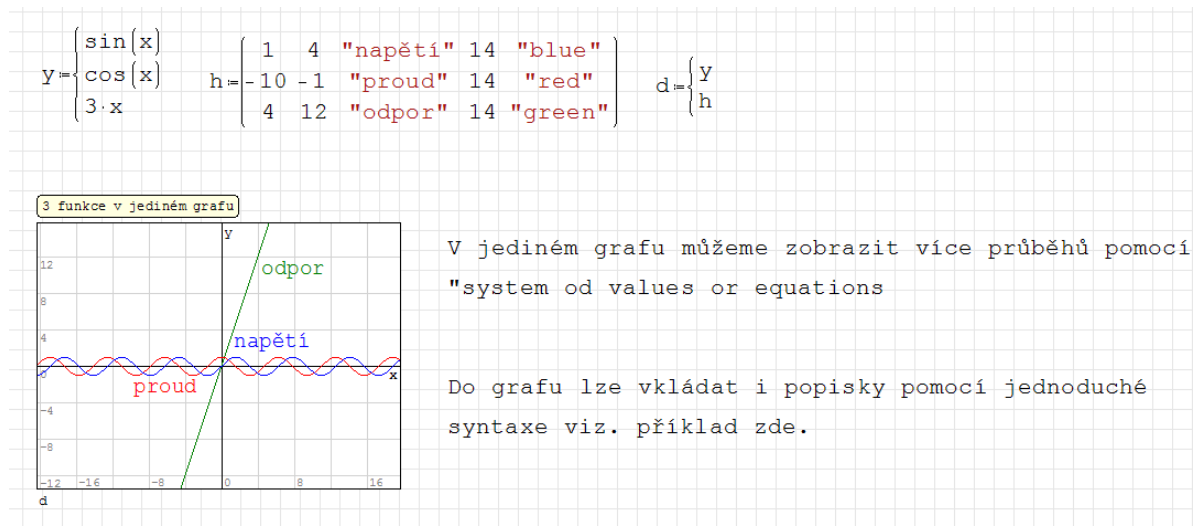 y≔{sin(x)
cos(x)
3·x
h≔(1 4 "napětí" 14 "blue"
-10 -1 "proud" 14 "red"
4 12 "odpor" 14 "green")
d≔{y
h
3 funkce v jediném grafu
y
12
8
4
0
-4
-8
-12 -16 -8 0 8 16
x
odpor
napětí
proud
d
V jediném grafu můžeme zobrazit více průběhů pomocí
"system od values or equations
Do grafu lze vkládat i popisky pomocí jednoduché
syntaxe viz. příklad zde.